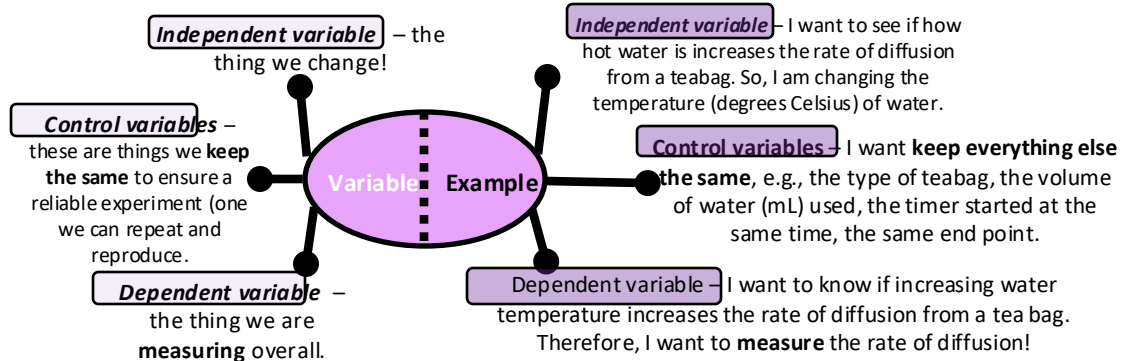 Independent variable – the
thing we change!
Control variables –
these are things we keep
the same to ensure a
reliable experiment (one
we can repeat and
reproduce.
Dependent variable –
the thing we are
measuring overall.
Variable
Example
Independent variable – I want to see if how
hot water is increases the rate of diffusion
from a teabag. So, I am changing the
temperature (degrees Celsius) of water.
Control variables – I want keep everything else
the same, e.g., the type of teabag, the volume
of water (mL) used, the timer started at the
same time, the same end point.
Dependent variable – I want to know if increasing water
temperature increases the rate of diffusion from a tea bag.
Therefore, I want to measure the rate of diffusion!